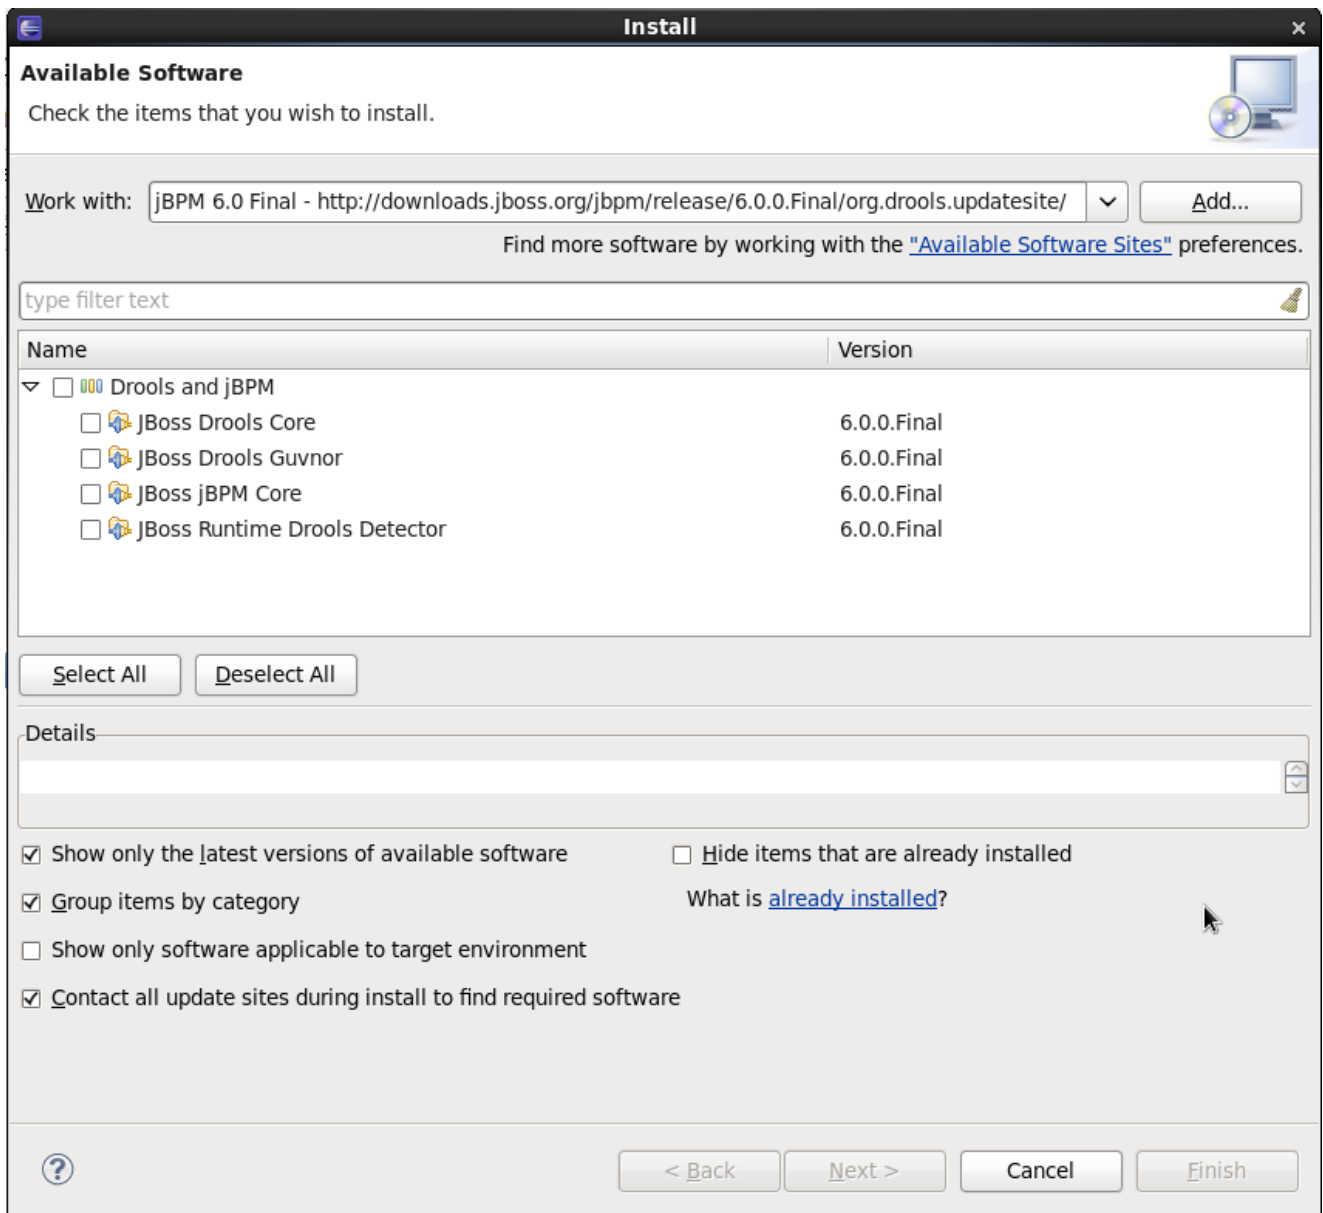 Install
Available Software
Check the items that you wish to install.
Work with: jBPM 6.0 Final - http://downloads.jboss.org/jbpm/release/6.0.0.Final/org.drools.updatesite/ Add...
Find more software by working with the "Available Software Sites" preferences.
type filter text
Name Version
Drools and jBPM
JBoss Drools Core 6.0.0.Final
JBoss Drools Guvnor 6.0.0.Final
JBoss jBPM Core 6.0.0.Final
JBoss Runtime Drools Detector 6.0.0.Final
Select All Deselect All
Details
Show only the latest versions of available software Hide items that are already installed
Group items by category What is already installed?
Show only software applicable to target environment
Contact all update sites during install to find required software
? < Back Next > Cancel Finish